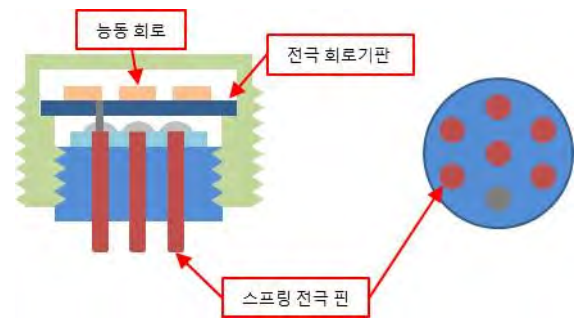 능동 회로
전극 회로기판
스프링 전극 핀